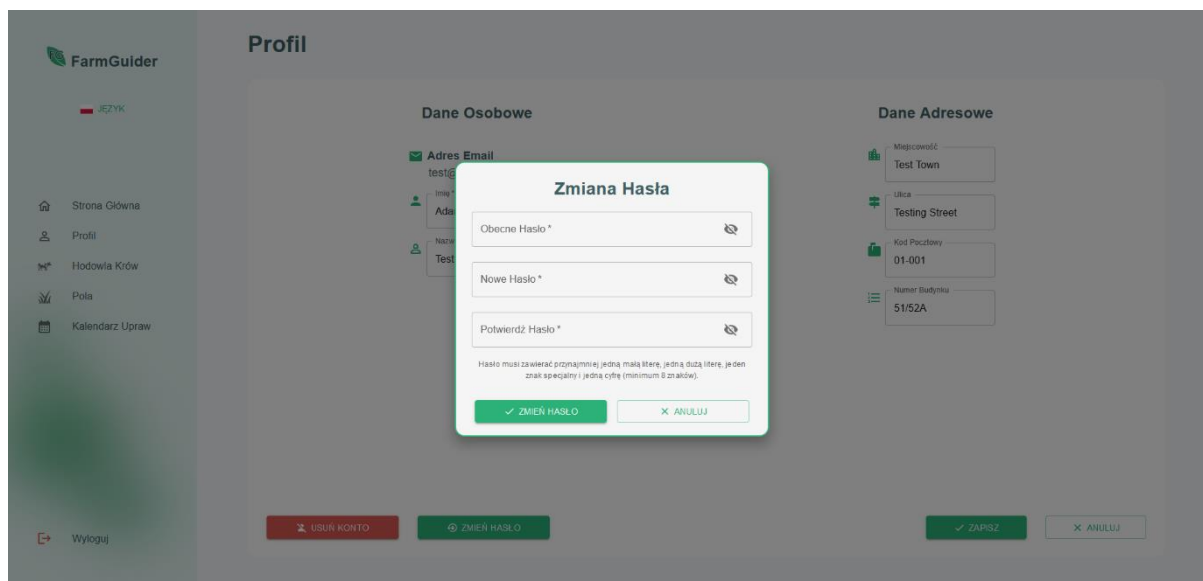 FarmGuider
JĘZYK
Strona Główna
Profil
Hodowla Krów
Pola
Kalendarz Upraw
Wyloguj
Profil
Dane Osobowe
Adres Email
test@
Imię *
Ada
Nazw
Test
Dane Adresowe
Miejscowość
Test Town
Ulica
Testing Street
Kod Pocztowy
01-001
Numer Budynku
51/52A
Zmiana Hasła
Obecne Hasło *
Nowe Hasło *
Potwierdź Hasło *
Hasło musi zawierać przynajmniej jedną małą literę, jedną dużą literę, jeden
znak specjalny i jedną cyfrę (minimum 8 znaków).
ZMIEŃ HASŁO
ANULUJ
USUŃ KONTO
ZMIEŃ HASŁO
ZAPISZ
ANULUJ